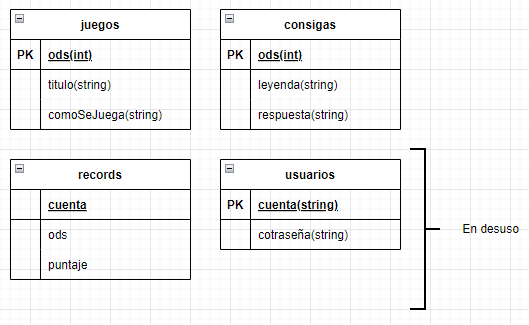 juegos
PK ods(int)
titulo(string)
comoSeJuega(string)
consigas
PK ods(int)
leyenda(string)
respuesta(string)
records
cuenta
ods
puntaje
usuarios
PK cuenta(string)
cotraseña(string)
En desuso